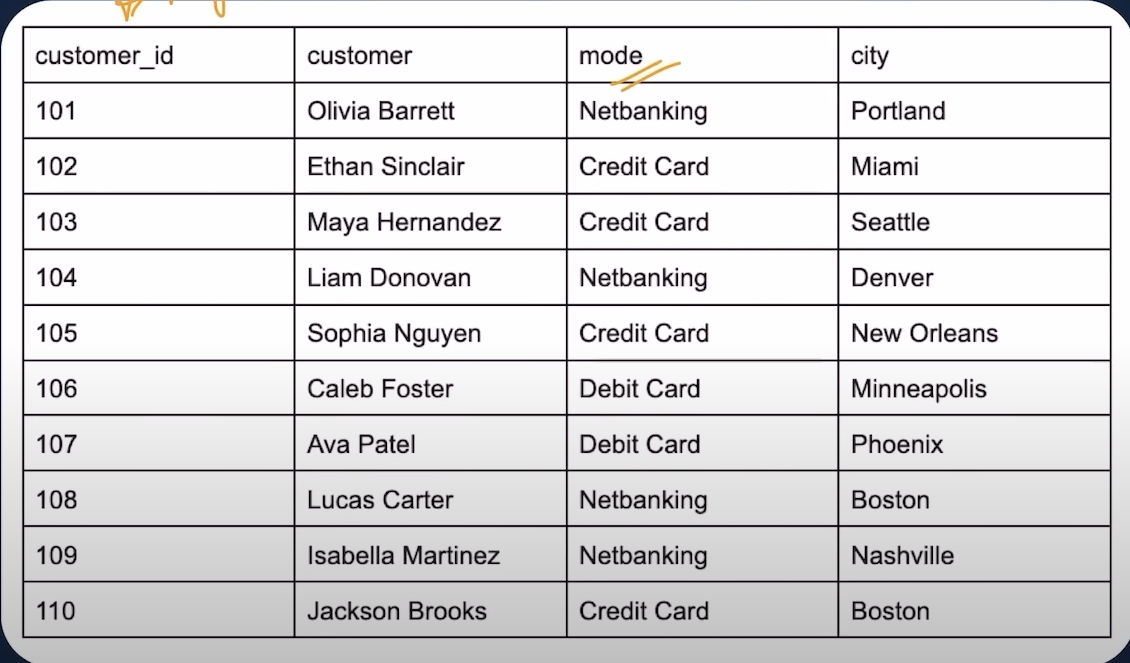 customer_id customer mode city
101 Olivia Barrett Netbanking Portland
102 Ethan Sinclair Credit Card Miami
103 Maya Hernandez Credit Card Seattle
104 Liam Donovan Netbanking Denver
105 Sophia Nguyen Credit Card New Orleans
106 Caleb Foster Debit Card Minneapolis
107 Ava Patel Debit Card Phoenix
108 Lucas Carter Netbanking Boston
109 Isabella Martinez Netbanking Nashville
110 Jackson Brooks Credit Card Boston